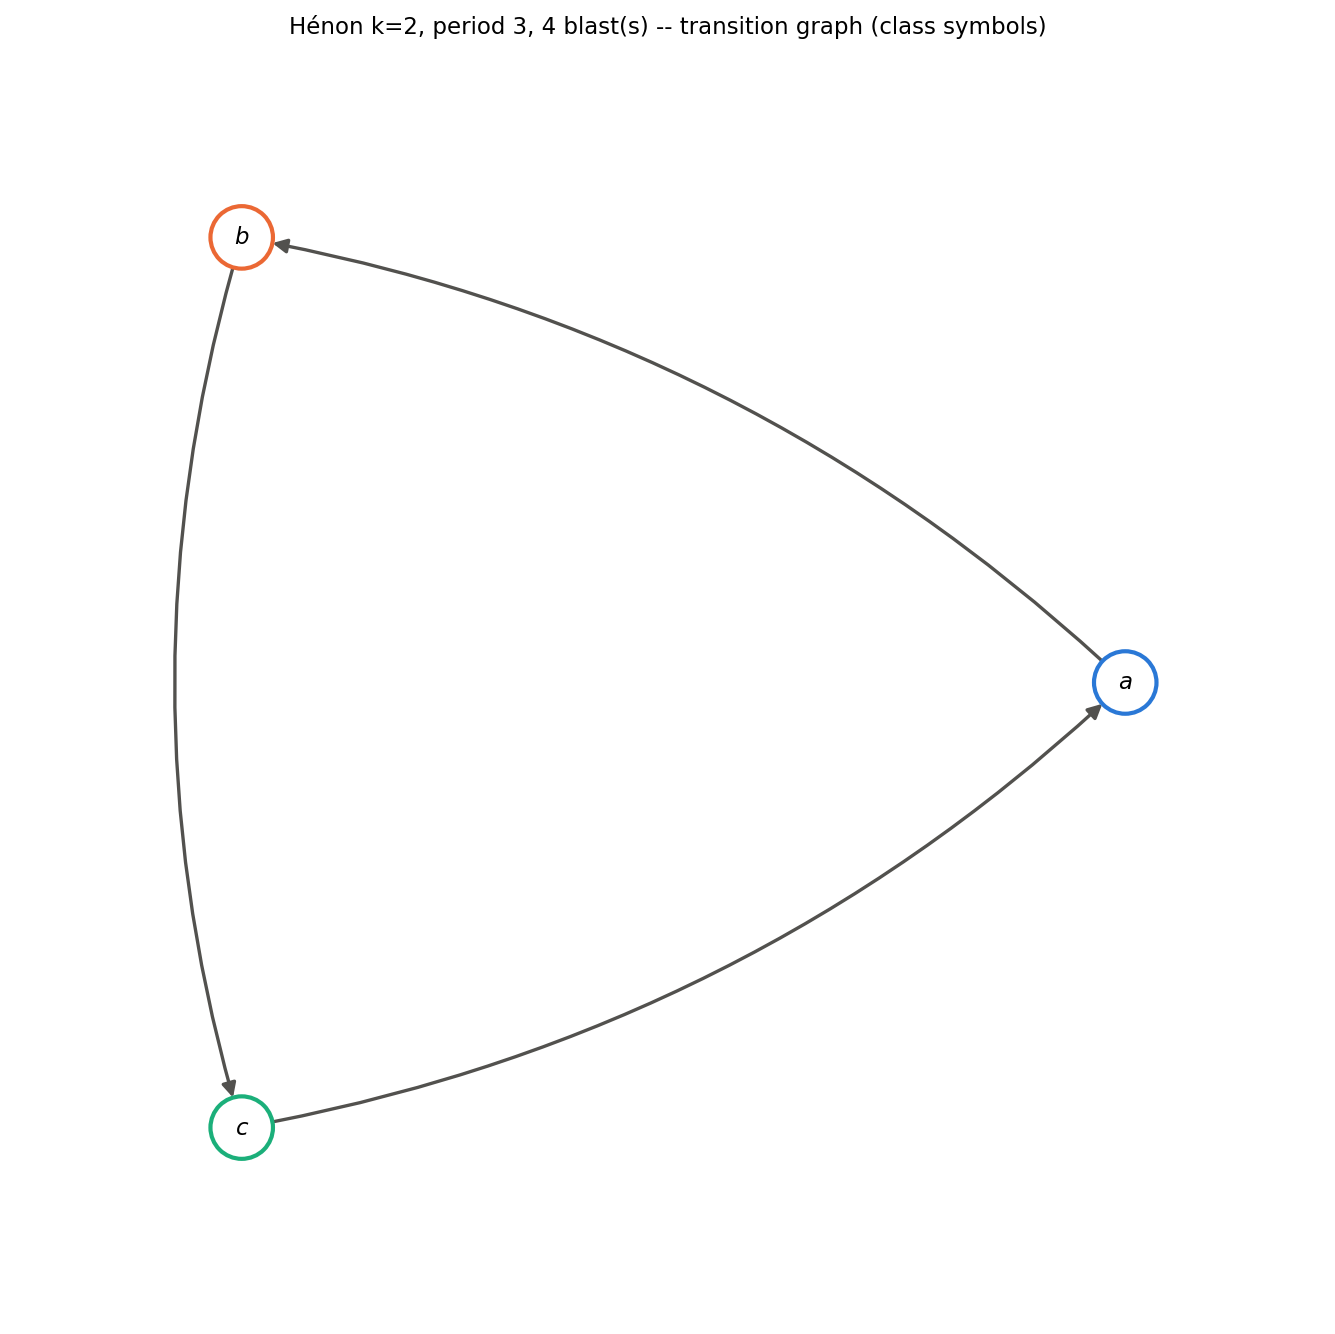 Hénon k=2, period 3, 4 blast(s) -- transition graph (class symbols)
b
a
c